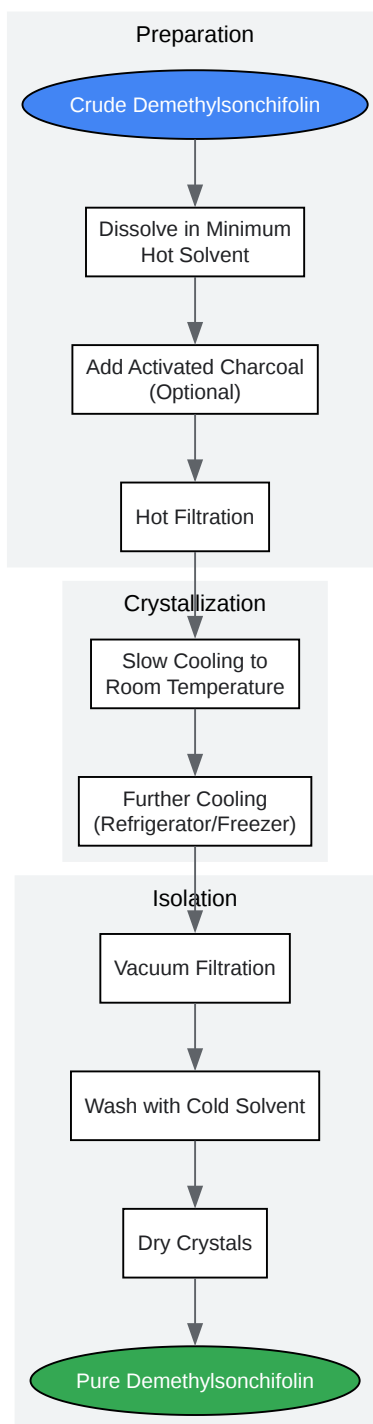 Preparation
Crude Demethylsonchifolin
Dissolve in Minimum
Hot Solvent
Add Activated Charcoal
(Optional)
Hot Filtration
Crystallization
Slow Cooling to
Room Temperature
Further Cooling
(Refrigerator/Freezer)
Isolation
Vacuum Filtration
Wash with Cold Solvent
Dry Crystals
Pure Demethylsonchifolin